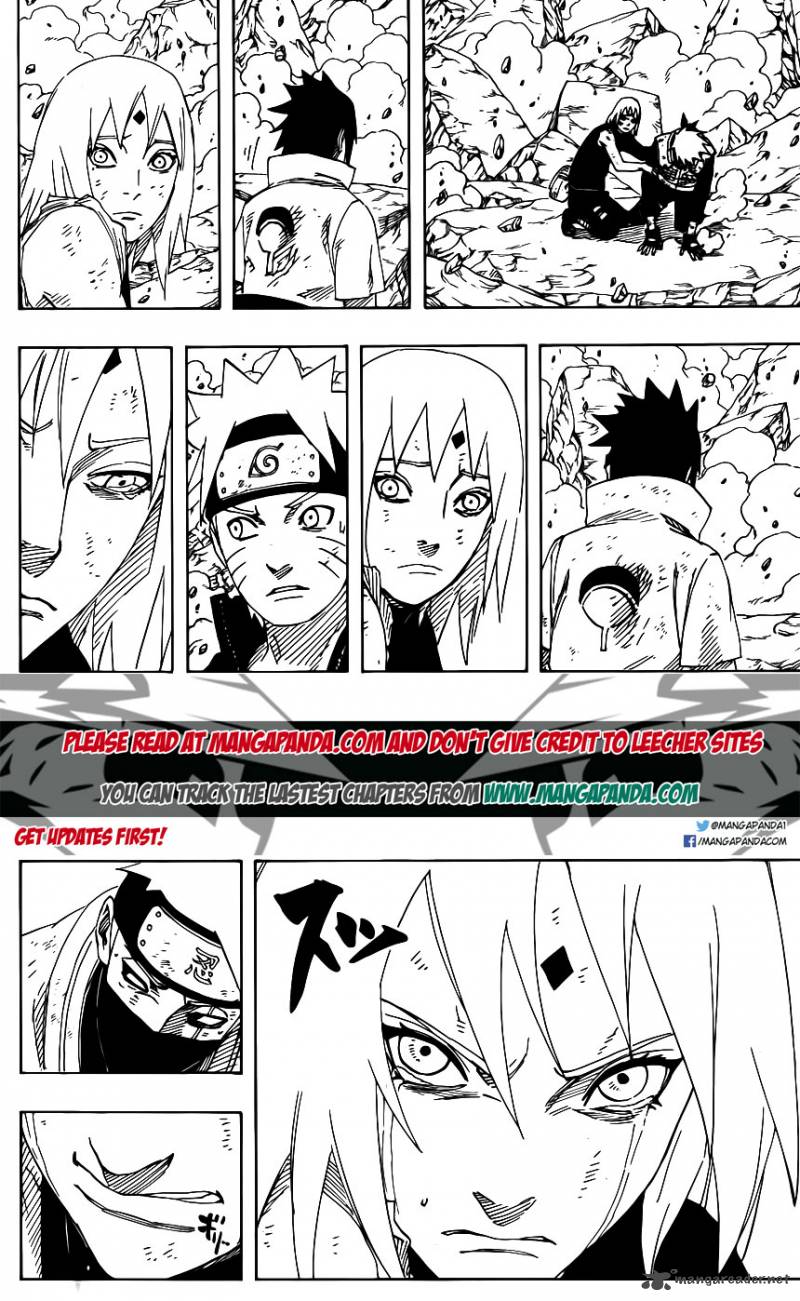 PLEASE READ AT MANGAPANDA.COM AND DON'T GIVE CREDIT TO LEECHER SITES
YOU CAN TRACK THE LASTEST CHAPTERS FROM WWW.MANGAPANDA.COM
GET UPDATES FIRST!
@MANGAPANDA1
/MANGAPANDACOM
忍
ズッ
ギリ
mangareader.net